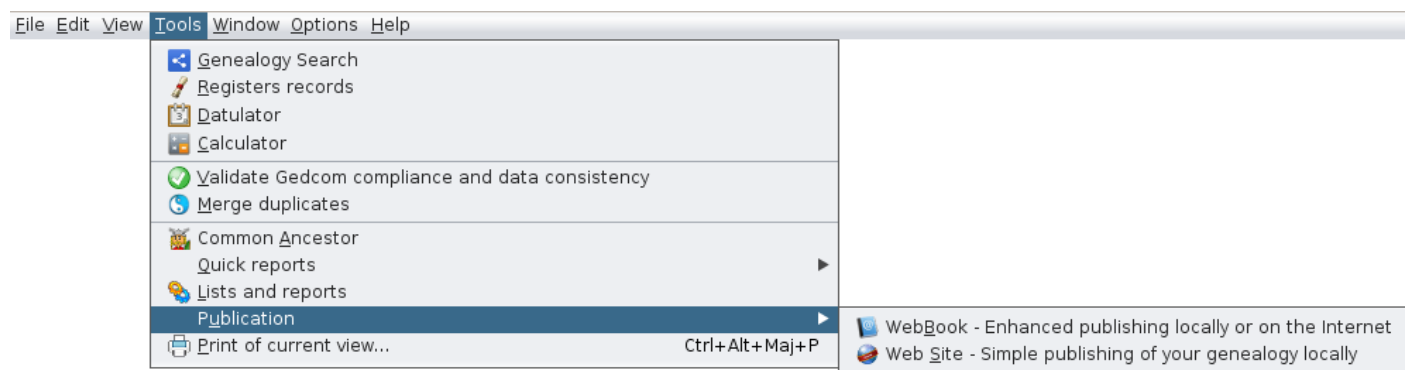 File Edit View Tools Window Options Help
Genealogy Search
Registers records
Datulator
Calculator
Validate Gedcom compliance and data consistency
Merge duplicates
Common Ancestor
Quick reports
Lists and reports
Publication
WebBook - Enhanced publishing locally or on the Internet
Print of current view... Ctrl+Alt+Maj+P
Web Site - Simple publishing of your genealogy locally